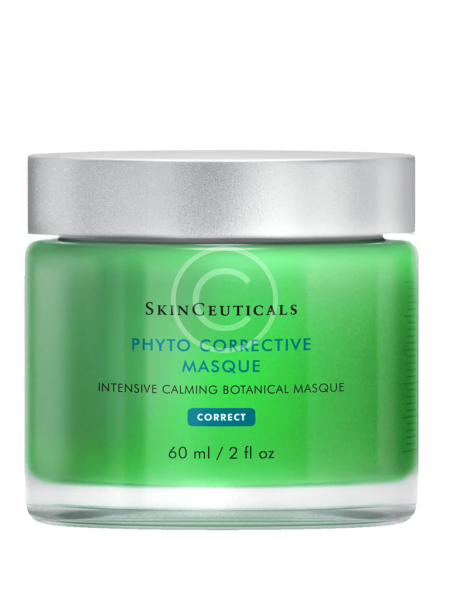 SKINCEUTICALS
PHYTO CORRECTIVE
MASQUE
INTENSIVE CALMING BOTANICAL MASQUE
CORRECT
60 ml / 2 fl oz